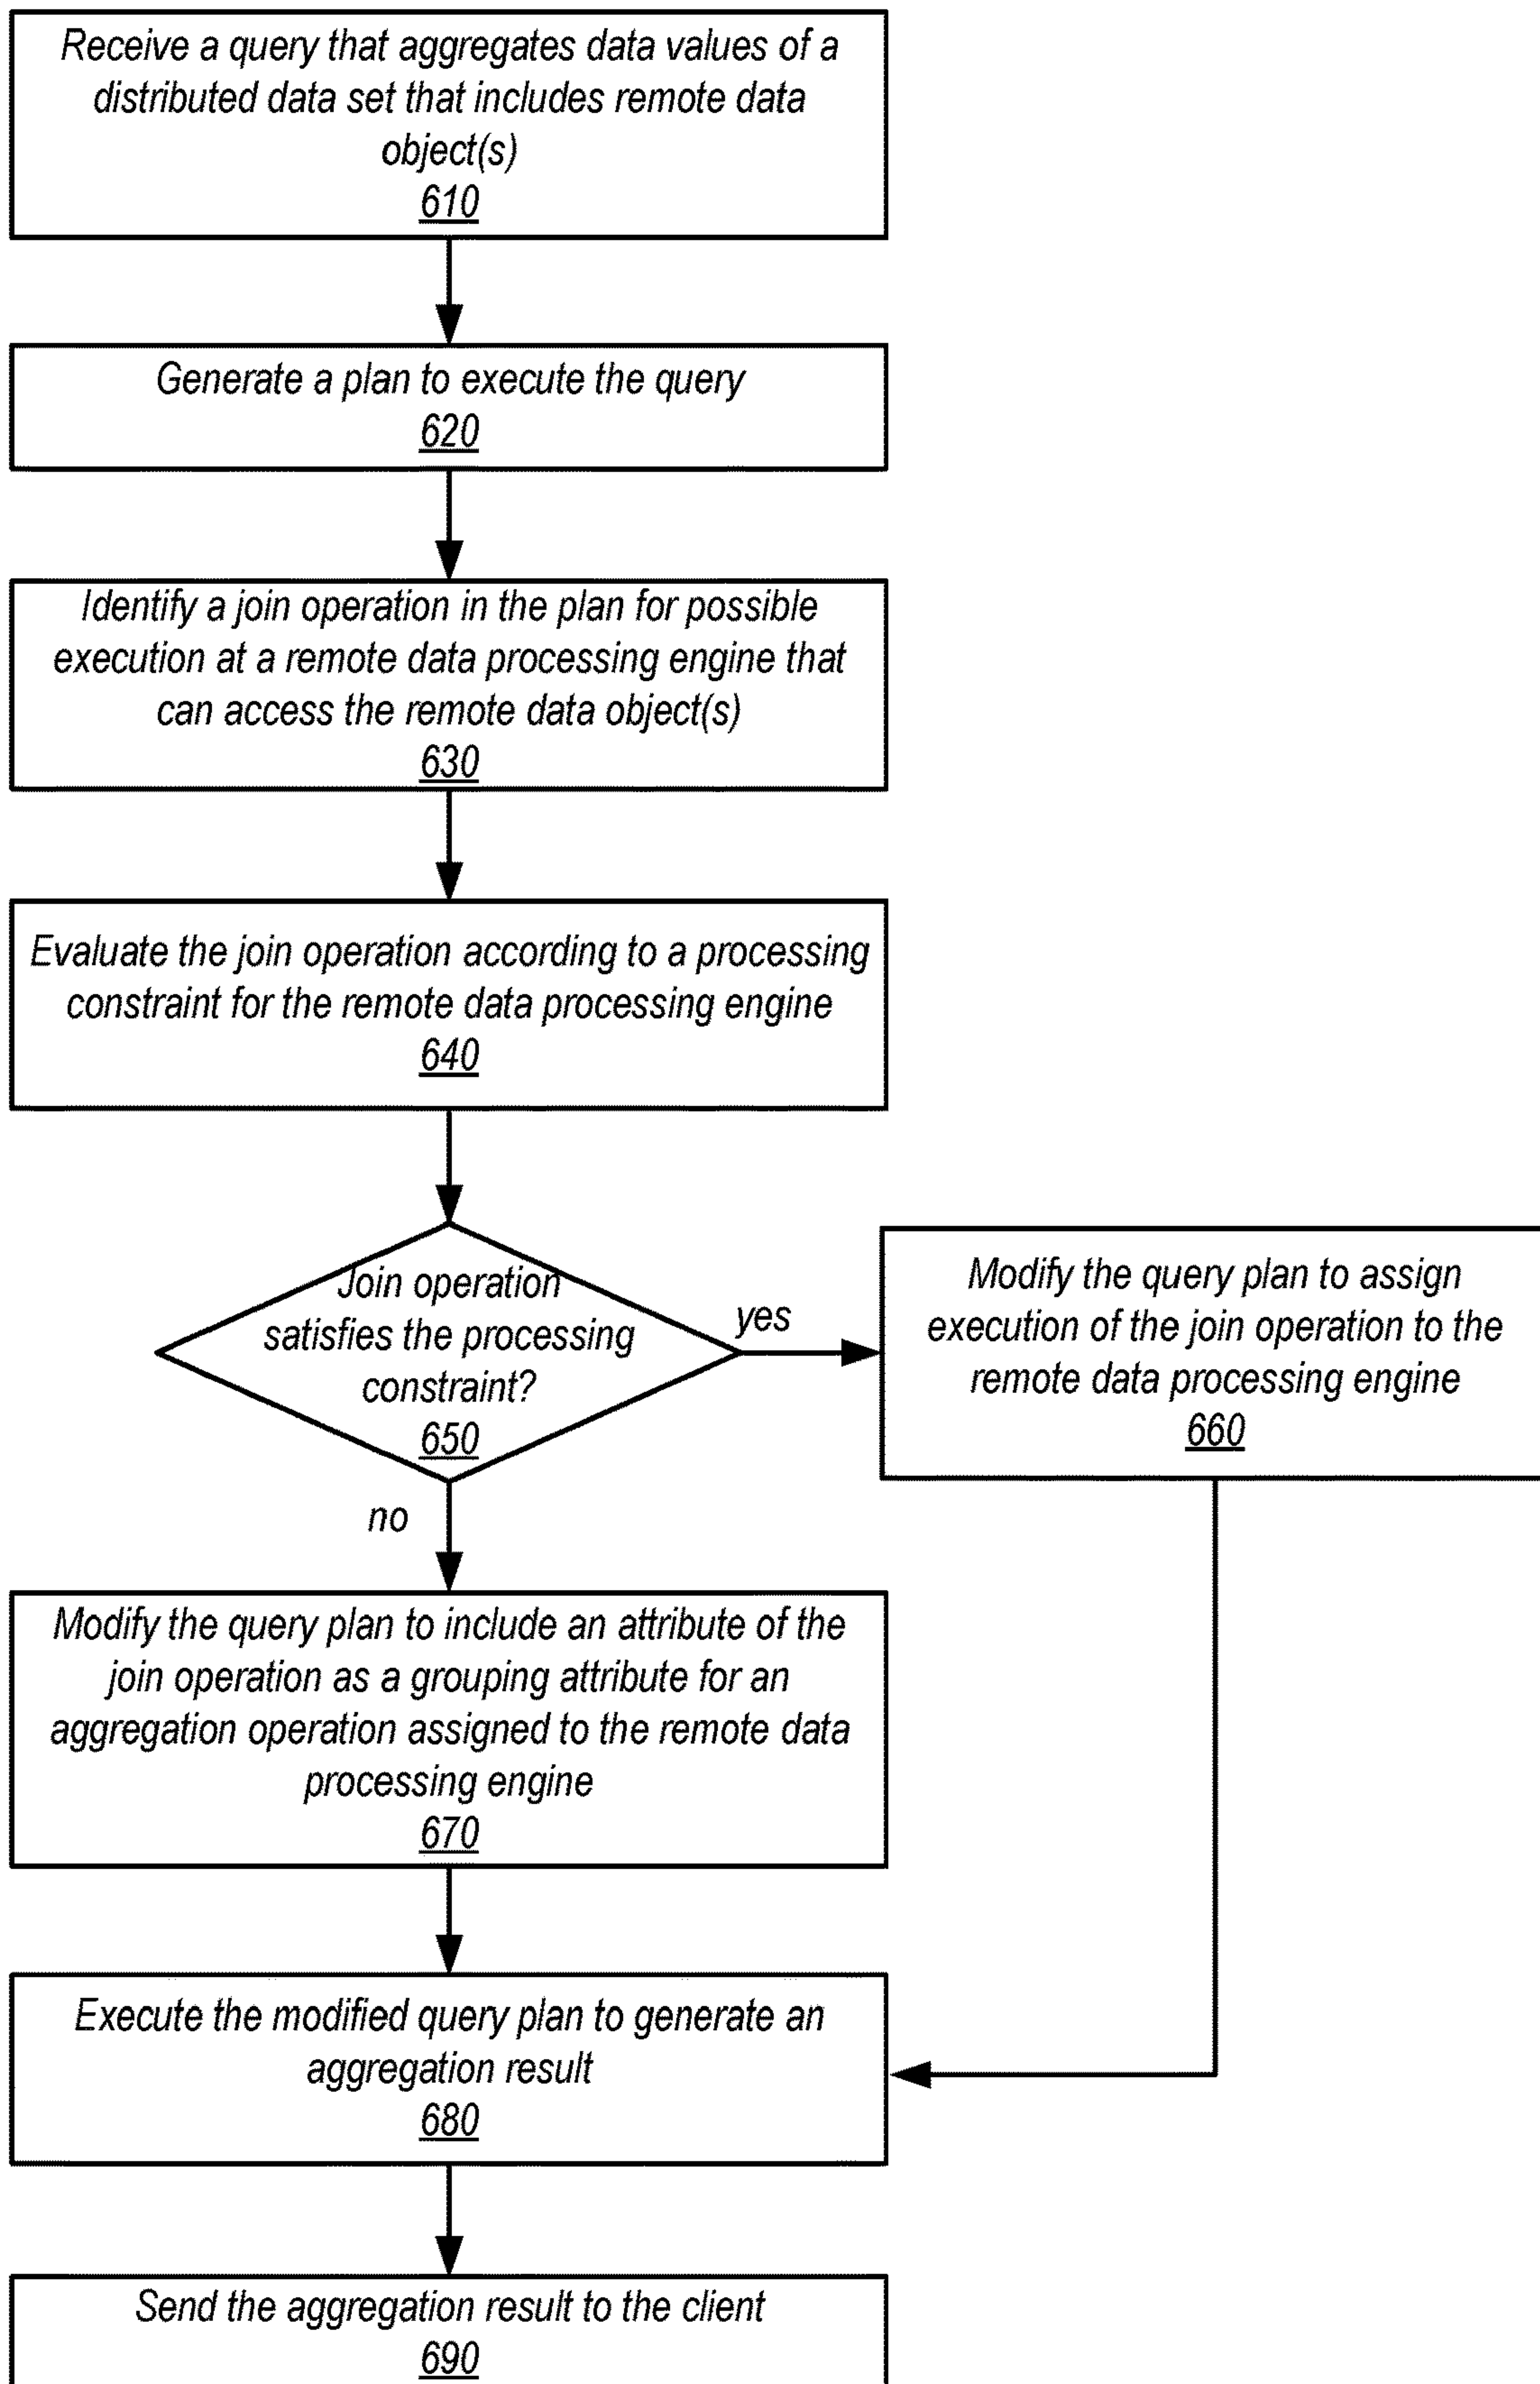 Receive a query that aggregates data values of a
distributed data set that includes remote data
object(s)
610
Generate a plan to execute the query
620
Identify a join operation in the plan for possible
execution at a remote data processing engine that
can access the remote data object(s)
630
Evaluate the join operation according to a processing
constraint for the remote data processing engine
640
Join operation
satisfies the processing
constraint?
650
yes
Modify the query plan to assign
execution of the join operation to the
remote data processing engine
660
no
Modify the query plan to include an attribute of the
join operation as a grouping attribute for an
aggregation operation assigned to the remote data
processing engine
670
Execute the modified query plan to generate an
aggregation result
680
Send the aggregation result to the client
690